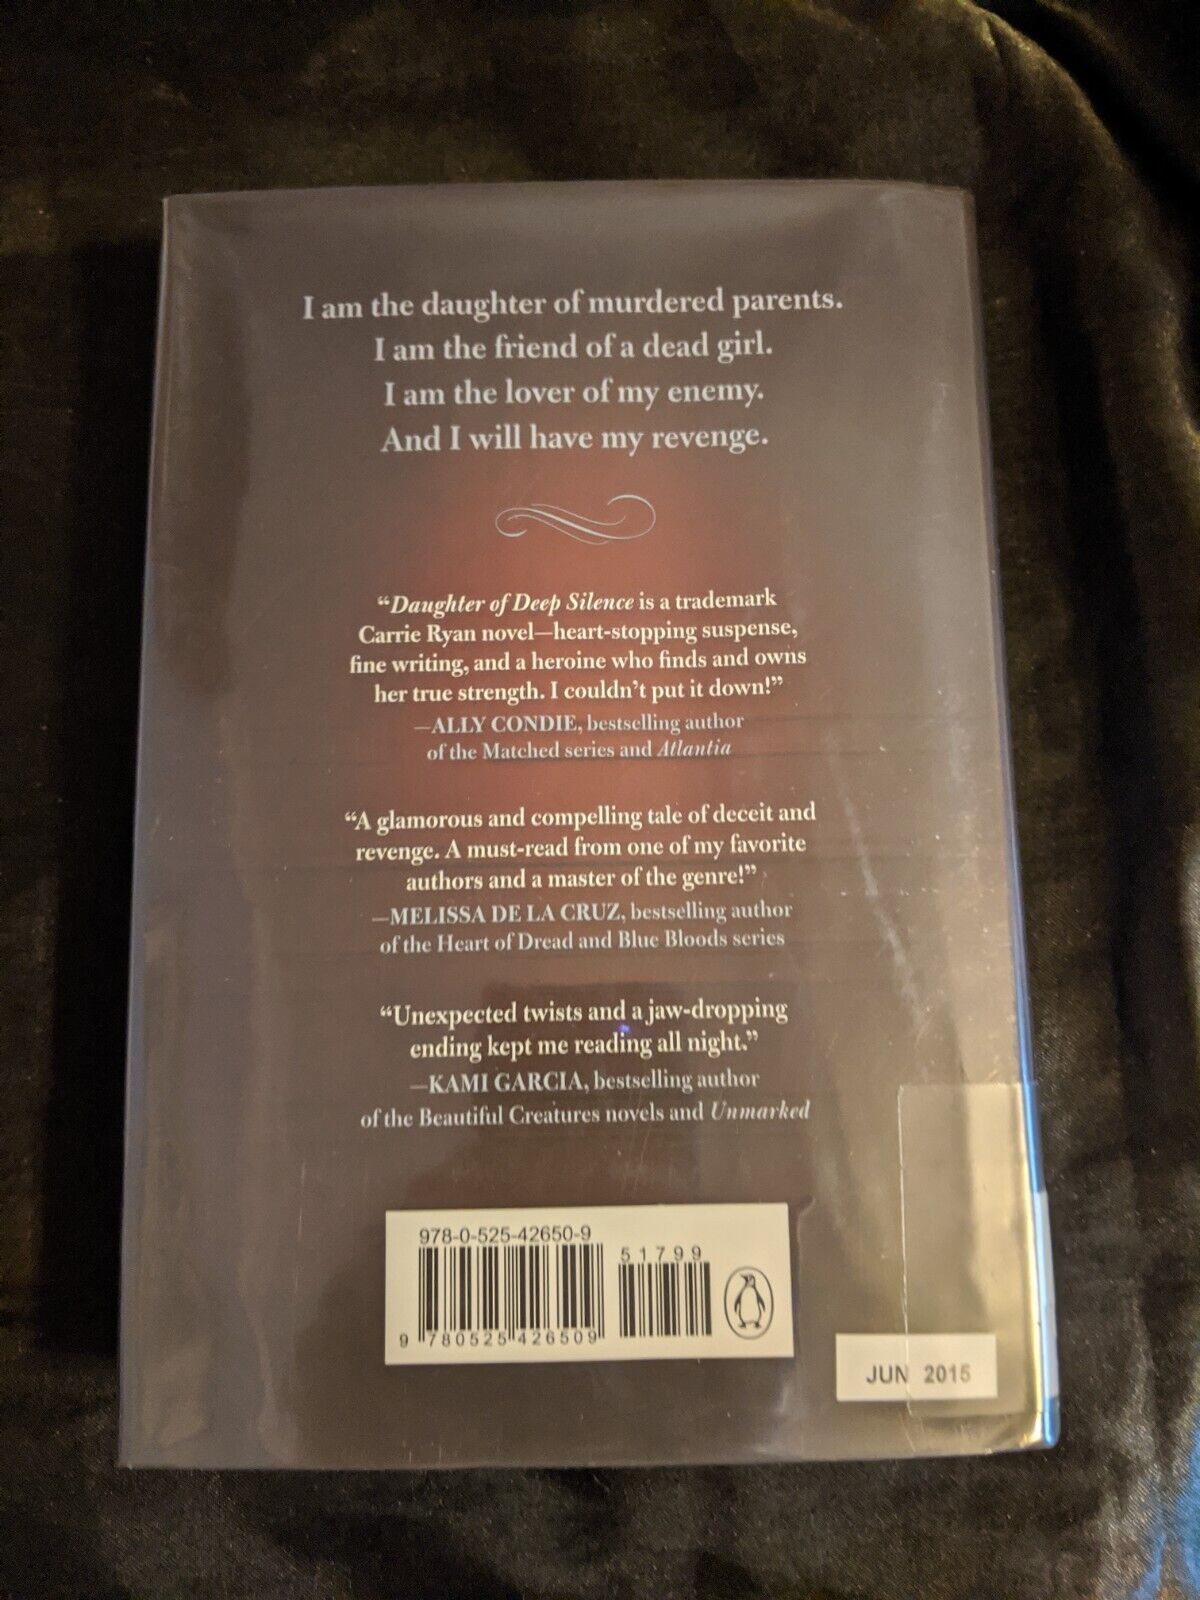 I am the daughter of murdered parents.
I am the friend of a dead girl.
I am the lover of my enemy.
And I will have my revenge.
“Daughter of Deep Silence is a trademark
Carrie Ryan novel—heart-stopping suspense,
fine writing, and a heroine who finds and owns
her true strength. I couldn’t put it down!”
—ALLY CONDIE, bestselling author
of the Matched series and Atlantia
“A glamorous and compelling tale of deceit and
revenge. A must-read from one of my favorite
authors and a master of the genre!”
—MELISSA DE LA CRUZ, bestselling author
of the Heart of Dread and Blue Bloods series
“Unexpected twists and a jaw-dropping
ending kept me reading all night.”
—KAMI GARCIA, bestselling author
of the Beautiful Creatures novels and Unmarked
978-0-525-42650-9
51799
9 780525 426509
JUN 2015